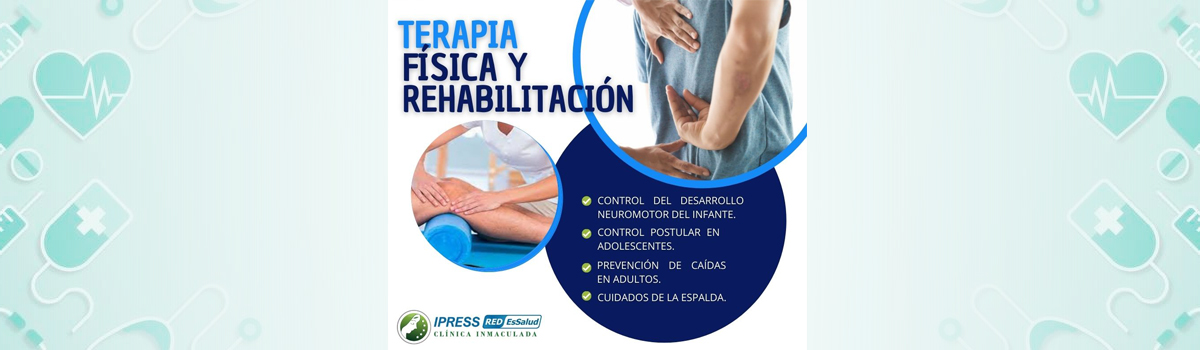 TERAPIA
FÍSICA Y
REHABILITACIÓN
CONTROL DEL DESARROLLO
NEUROMOTOR DEL INFANTE.
CONTROL POSTULAR EN
ADOLESCENTES.
PREVENCIÓN DE CAÍDAS
EN ADULTOS.
CUIDADOS DE LA ESPALDA.
IPRESS RED EsSalud
CLÍNICA INMACULADA